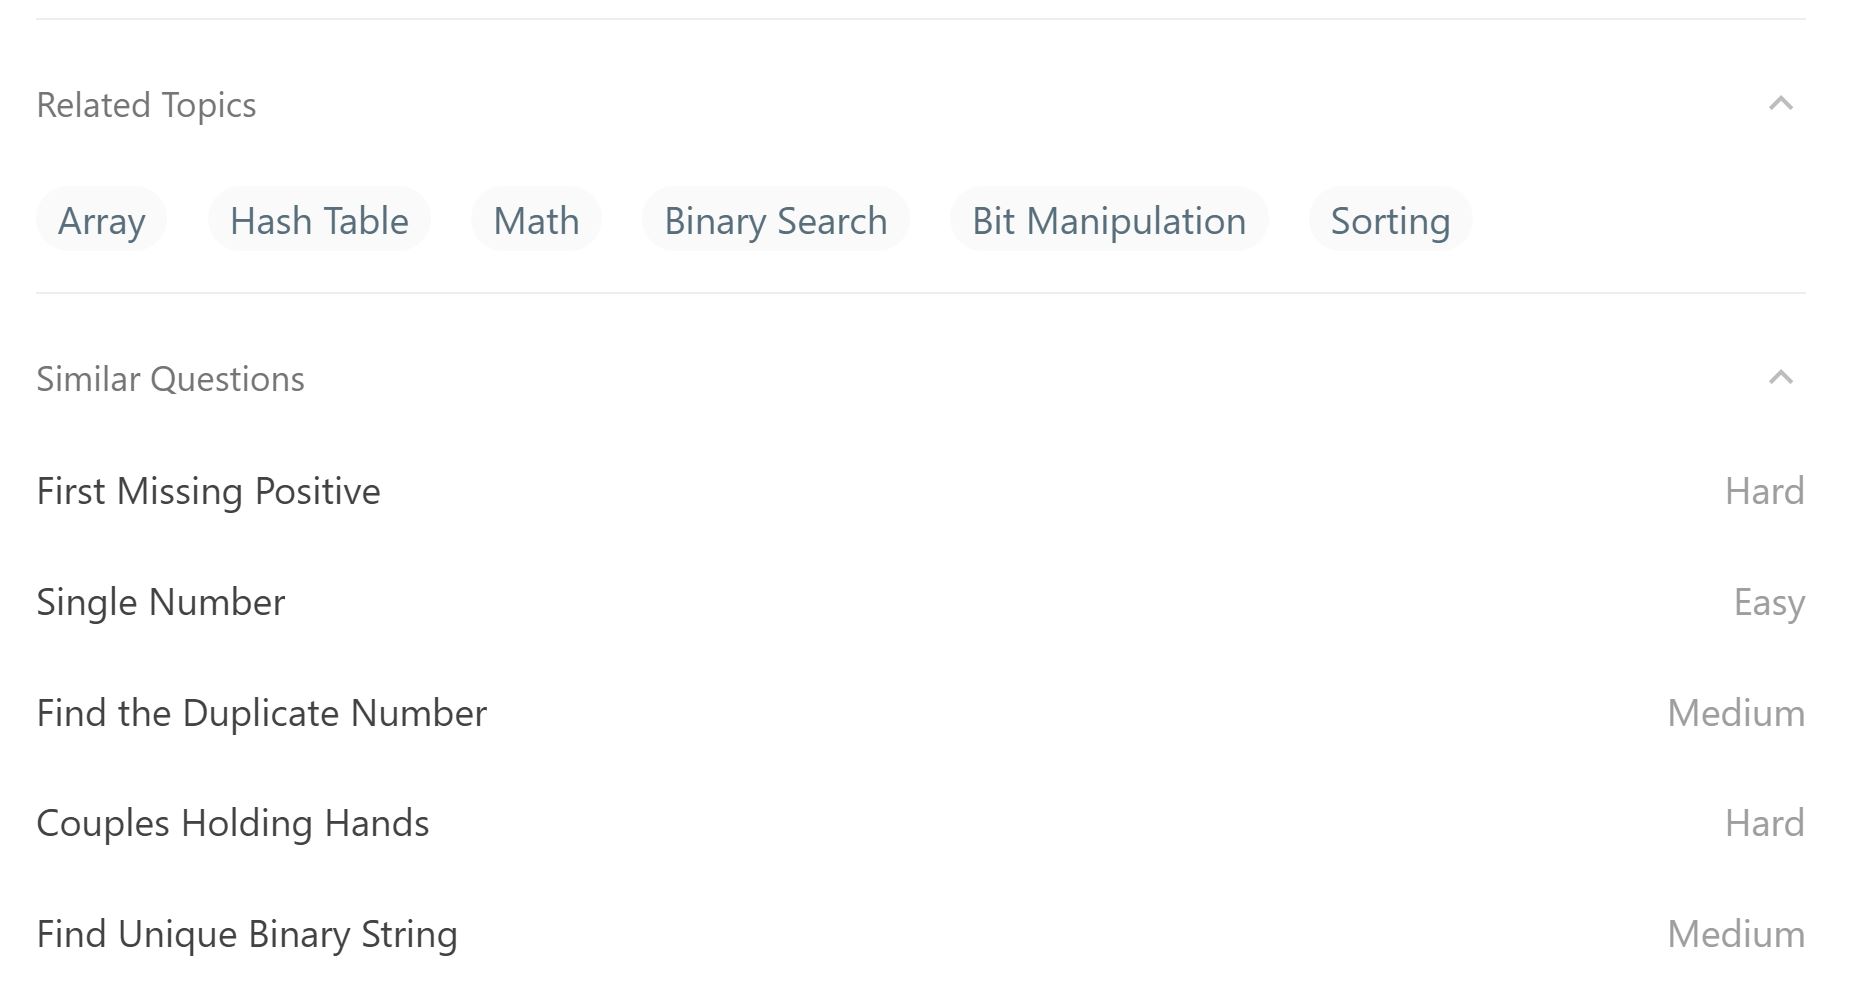 Related Topics
Array Hash Table Math Binary Search Bit Manipulation Sorting
Similar Questions
First Missing Positive Hard
Single Number Easy
Find the Duplicate Number Medium
Couples Holding Hands Hard
Find Unique Binary String Medium